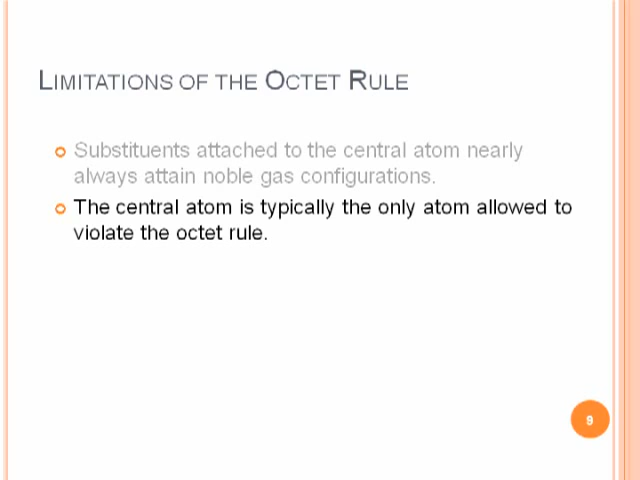 LIMITATIONS OF THE OCTET RULE
Substituents attached to the central atom nearly
always attain noble gas configurations.
The central atom is typically the only atom allowed to
violate the octet rule.
9